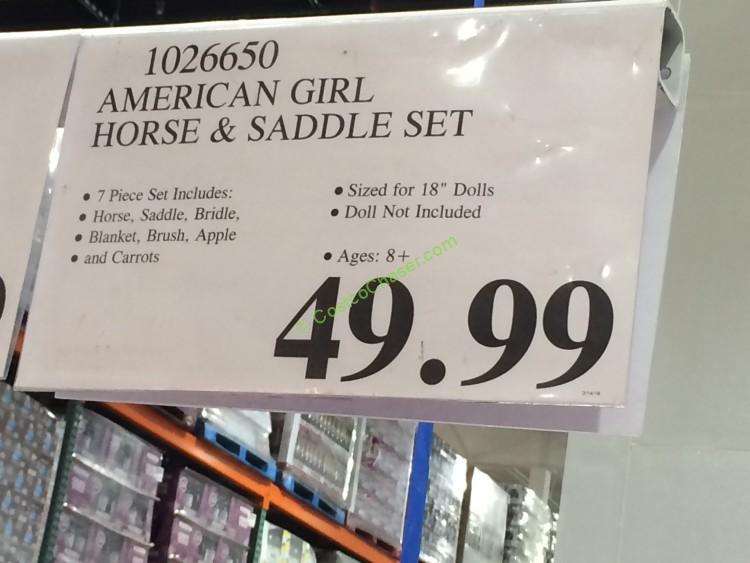 1026650
AMERICAN GIRL
HORSE & SADDLE SET
• 7 Piece Set Includes:
• Horse, Saddle, Bridle,
• Blanket, Brush, Apple
• and Carrots
• Sized for 18" Dolls
• Doll Not Included
• Ages: 8+
CostcoChaser.com
49.99